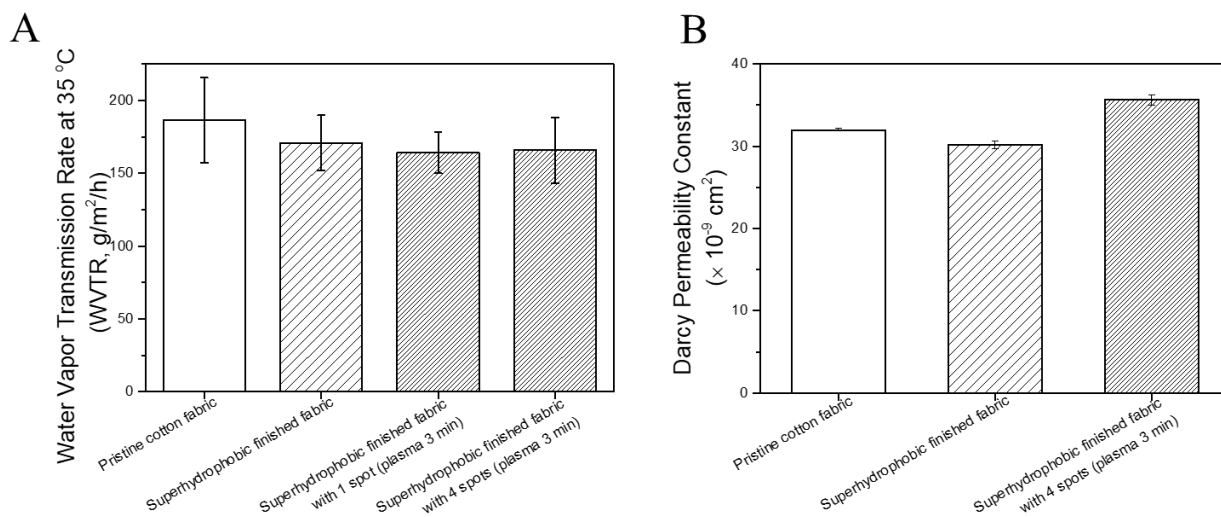 A
Water Vapor Transmission Rate at 35 °C
(WVTR, g/m²/h)
200
150
100
50
0
Pristine cotton fabric
Superhydrophobic finished fabric
Superhydrophobic finished fabric
with 1 spot (plasma 3 min)
Superhydrophobic finished fabric
with 4 spots (plasma 3 min)
B
Darcy Permeability Constant
(× 10⁻⁹ cm²)
40
30
20
10
0
Pristine cotton fabric
Superhydrophobic finished fabric
Superhydrophobic finished fabric
with 4 spots (plasma 3 min)